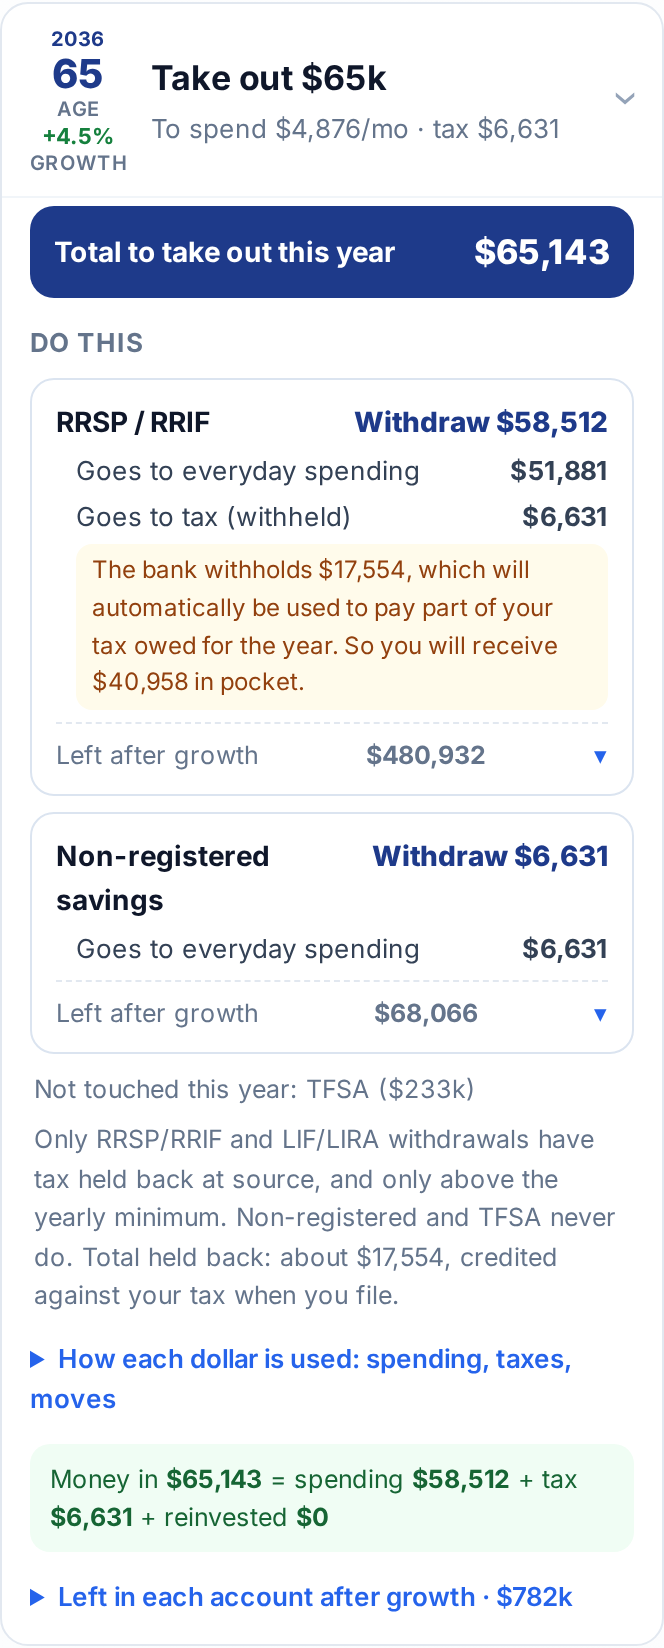 2036
65
AGE
+4.5%
GROWTH
Take out $65k
To spend $4,876/mo · tax $6,631
Total to take out this year $65,143
DO THIS
RRSP / RRIF Withdraw $58,512
Goes to everyday spending $51,881
Goes to tax (withheld) $6,631
The bank withholds $17,554, which will
automatically be used to pay part of your
tax owed for the year. So you will receive
$40,958 in pocket.
Left after growth $480,932 ▼
Non-registered Withdraw $6,631
savings
Goes to everyday spending $6,631
Left after growth $68,066 ▼
Not touched this year: TFSA ($233k)
Only RRSP/RRIF and LIF/LIRA withdrawals have
tax held back at source, and only above the
yearly minimum. Non-registered and TFSA never
do. Total held back: about $17,554, credited
against your tax when you file.
▶ How each dollar is used: spending, taxes,
moves
Money in $65,143 = spending $58,512 + tax
$6,631 + reinvested $0
▶ Left in each account after growth · $782k